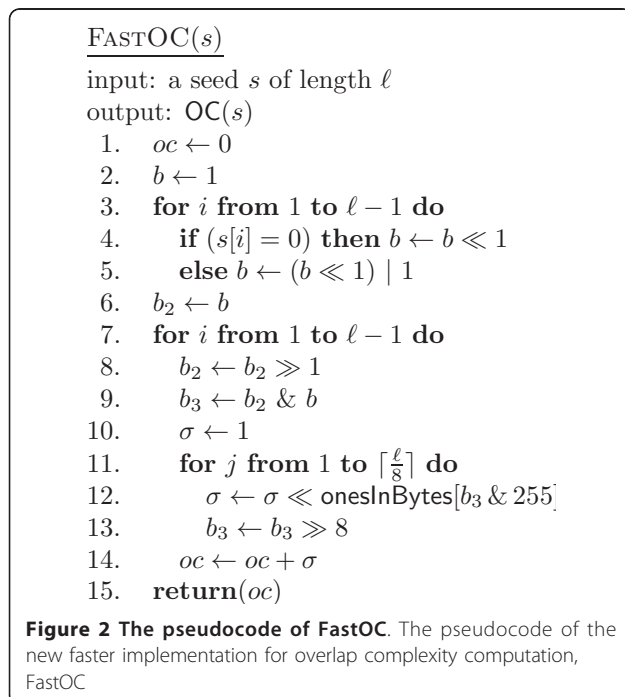 FASTOC(s)
input: a seed s of length ℓ
output: OC(s)
1. oc ← 0
2. b ← 1
3. for i from 1 to ℓ − 1 do
4. if (s[i] = 0) then b ← b ≪ 1
5. else b ← (b ≪ 1) | 1
6. b₂ ← b
7. for i from 1 to ℓ − 1 do
8. b₂ ← b₂ ≫ 1
9. b₃ ← b₂ & b
10. σ ← 1
11. for j from 1 to ⌈ℓ/8⌉ do
12. σ ← σ ≪ onesInBytes[b₃ & 255]
13. b₃ ← b₃ ≫ 8
14. oc ← oc + σ
15. return(oc)
Figure 2 The pseudocode of FastOC. The pseudocode of the
new faster implementation for overlap complexity computation,
FastOC